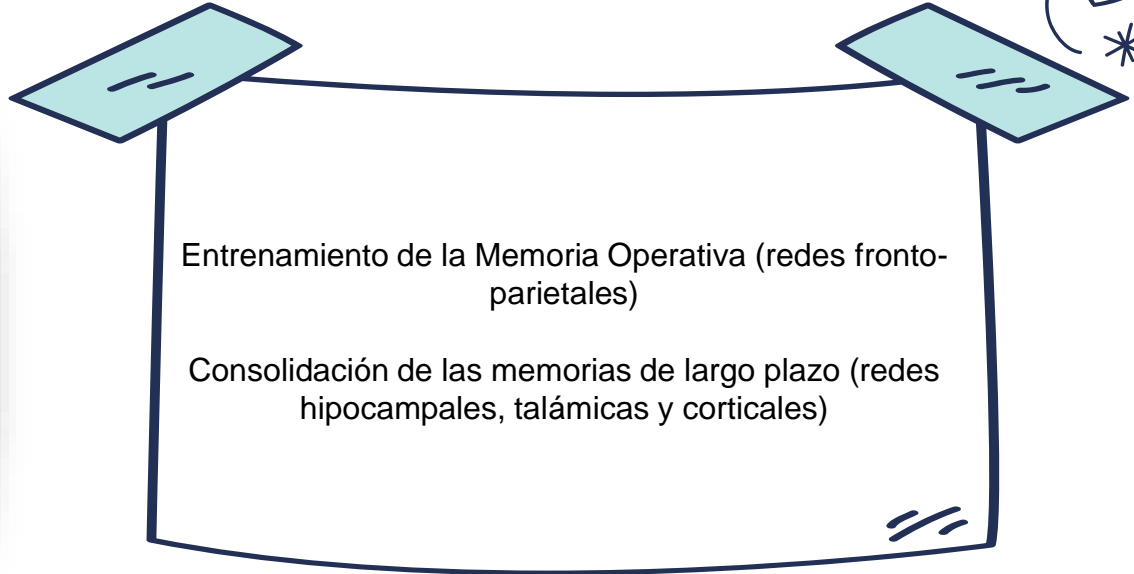 Entrenamiento de la Memoria Operativa (redes fronto-
parietales)
Consolidación de las memorias de largo plazo (redes
hipocampales, talámicas y corticales)